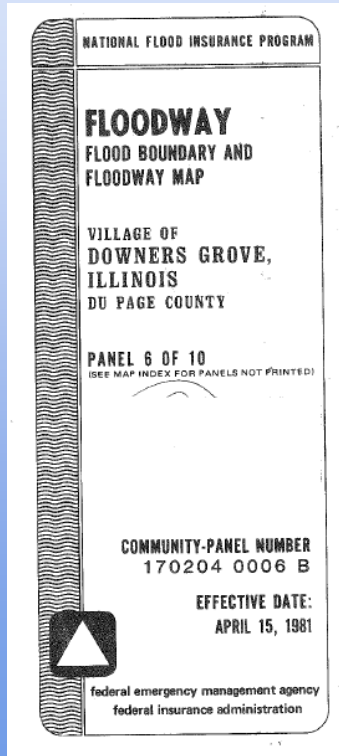 NATIONAL FLOOD INSURANCE PROGRAM
FLOODWAY
FLOOD BOUNDARY AND
FLOODWAY MAP
VILLAGE OF
DOWNERS GROVE,
ILLINOIS
DU PAGE COUNTY
PANEL 6 OF 10
(SEE MAP INDEX FOR PANELS NOT PRINTED)
COMMUNITY-PANEL NUMBER
170204 0006 B
EFFECTIVE DATE:
APRIL 15, 1981
federal emergency management agency
federal insurance administration